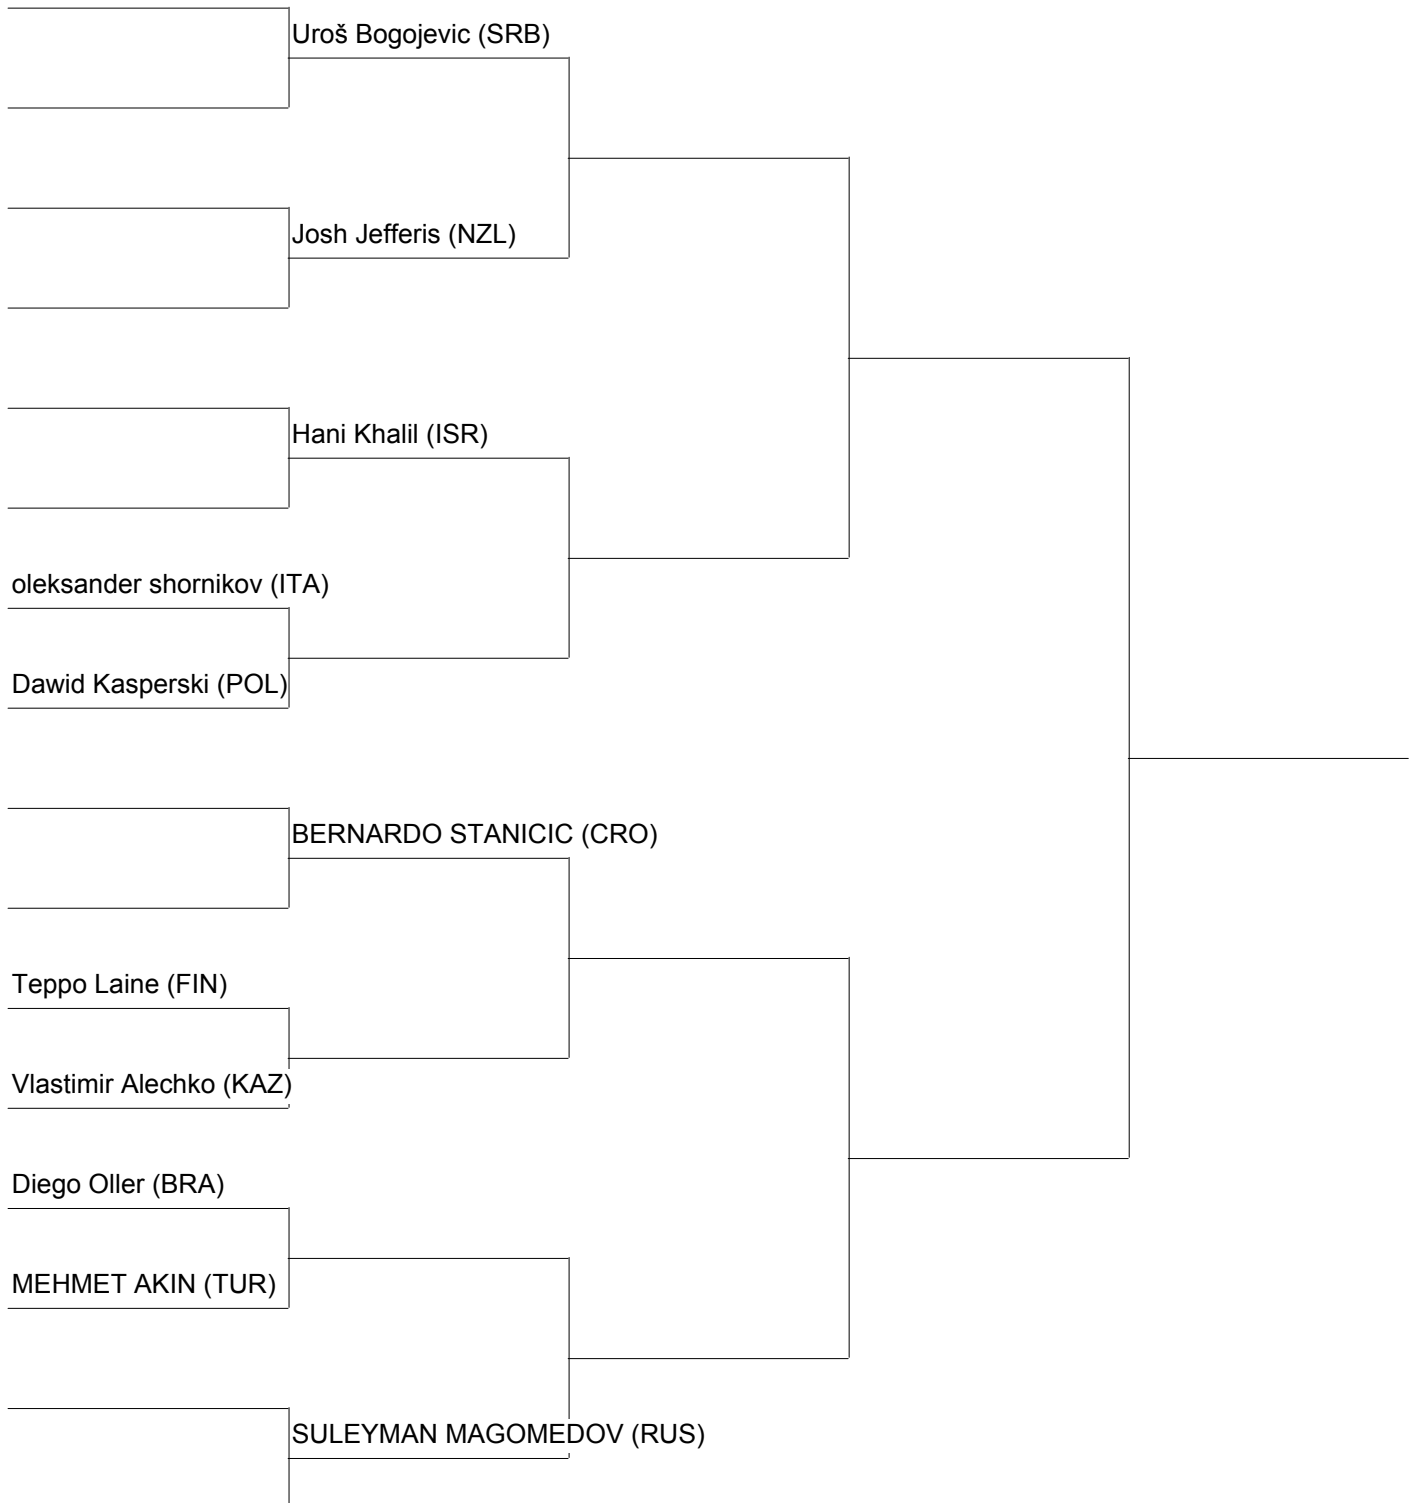 Uroš Bogojevic (SRB)
Josh Jefferis (NZL)
Hani Khalil (ISR)
oleksander shornikov (ITA)
Dawid Kasperski (POL)
BERNARDO STANICIC (CRO)
Teppo Laine (FIN)
Vlastimir Alechko (KAZ)
Diego Oller (BRA)
MEHMET AKIN (TUR)
SULEYMAN MAGOMEDOV (RUS)